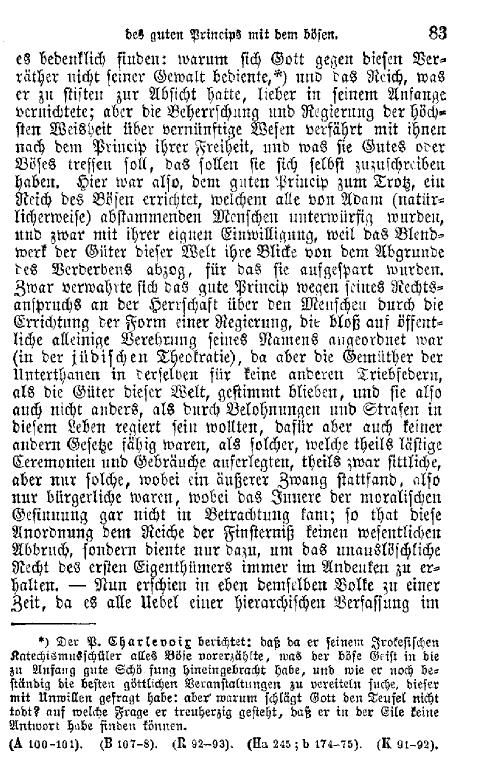 des guten Princips mit dem bösen. 83
es bedenklich finden: warum sich Gott gegen diesen Ver-
räther nicht seiner Gewalt bediente,*) und das Reich, was
er zu stiften zur Absicht hatte, lieber in seinem Anfange
vernichtete; aber die Beherrschung und Regierung der höch-
sten Weisheit über vernünftige Wesen verfährt mit ihnen
nach dem Princip ihrer Freiheit, und was sie Gutes oder
Böses treffen soll, das sollen sie sich selbst zuzuschreiben
haben. Hier war also, dem guten Princip zum Trotz, ein
Reich des Bösen errichtet, welchem alle von Adam (natür-
licherweise) abstammenden Menschen unterwürfig wurden,
und zwar mit ihrer eignen Einwilligung, weil das Blend-
werk der Güter dieser Welt ihre Blicke von dem Abgrunde
des Verderbens abzog, für das sie aufgespart wurden.
Zwar verwahrte sich das gute Princip wegen seines Rechts-
anspruchs an der Herrschaft über den Menschen durch die
Errichtung der Form einer Regierung, die bloß auf öffent-
liche alleinige Verehrung seines Namens angeordnet war
(in der jüdischen Theokratie), da aber die Gemüther der
Unterthanen in derselben für keine anderen Triebfedern,
als die Güter dieser Welt, gestimmt blieben, und sie also
auch nicht anders, als durch Belohnungen und Strafen in
diesem Leben regiert sein wollten, dafür aber auch keiner
andern Gesetze fähig waren, als solcher, welche theils lästige
Ceremonien und Gebräuche auferlegten, theils zwar sittliche,
aber nur solche, wobei ein äußerer Zwang stattfand, also
nur bürgerliche waren, wobei das Innere der moralischen
Gesinnung gar nicht in Betrachtung kam; so that diese
Anordnung dem Reiche der Finsterniß keinen wesentlichen
Abbruch, sondern diente nur dazu, um das unauslöschliche
Recht des ersten Eigenthümers immer im Andenken zu er-
halten. — Nun erschien in eben demselben Volke zu einer
Zeit, da es alle Uebel einer hierarchischen Verfassung im
*) Der P. Charlevoix berichtet: daß da er seinem Irokesischen
Katechismusschüler alles Böse vorerzählte, was der böse Geist in die
zu Anfang gute Schöpfung hineingebracht habe, und wie er noch be-
ständig die besten göttlichen Veranstaltungen zu vereiteln suche, dieser
mit Unwillen gefragt habe: aber warum schlägt Gott den Teufel nicht
todt? auf welche Frage er treuherzig gesteht, daß er in der Eile keine
Antwort habe finden können.
(A 100-101). (B 107-8). (R 92-93). (Ha 245; b 174-75). (K 91-92).